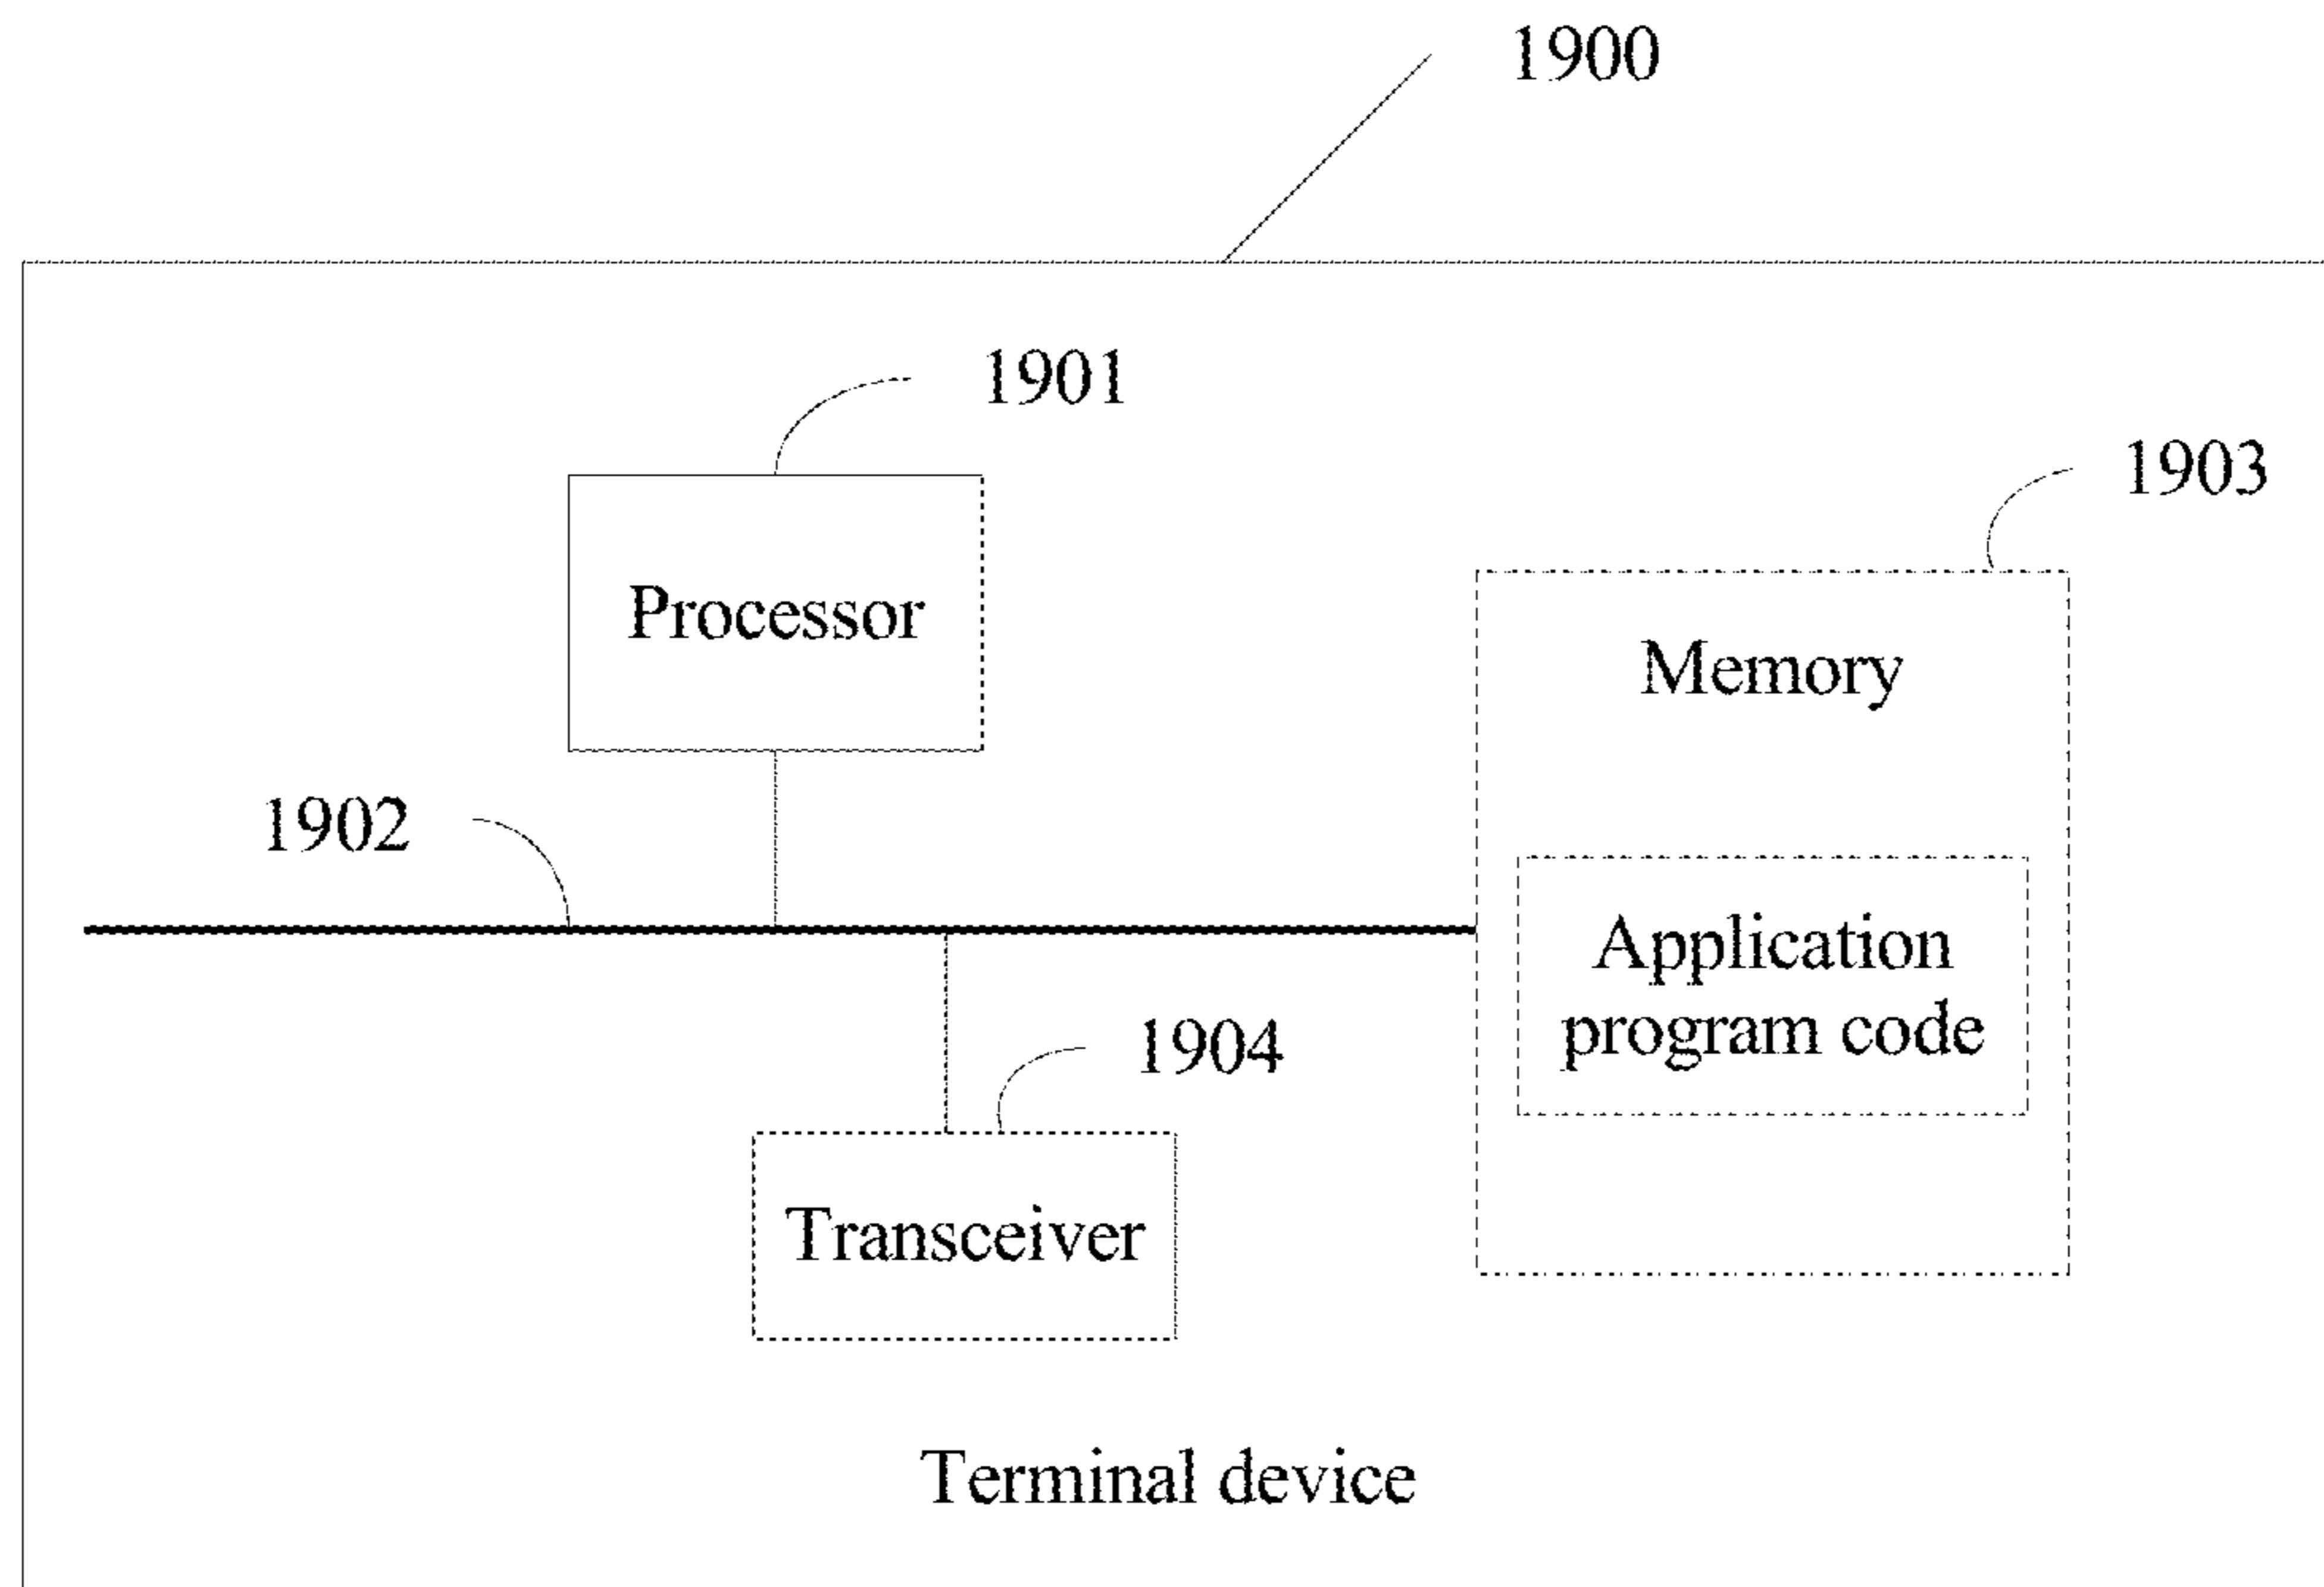 1900
1901
1903
Processor
Memory
1902
Application
program code
1904
Transceiver
Terminal device